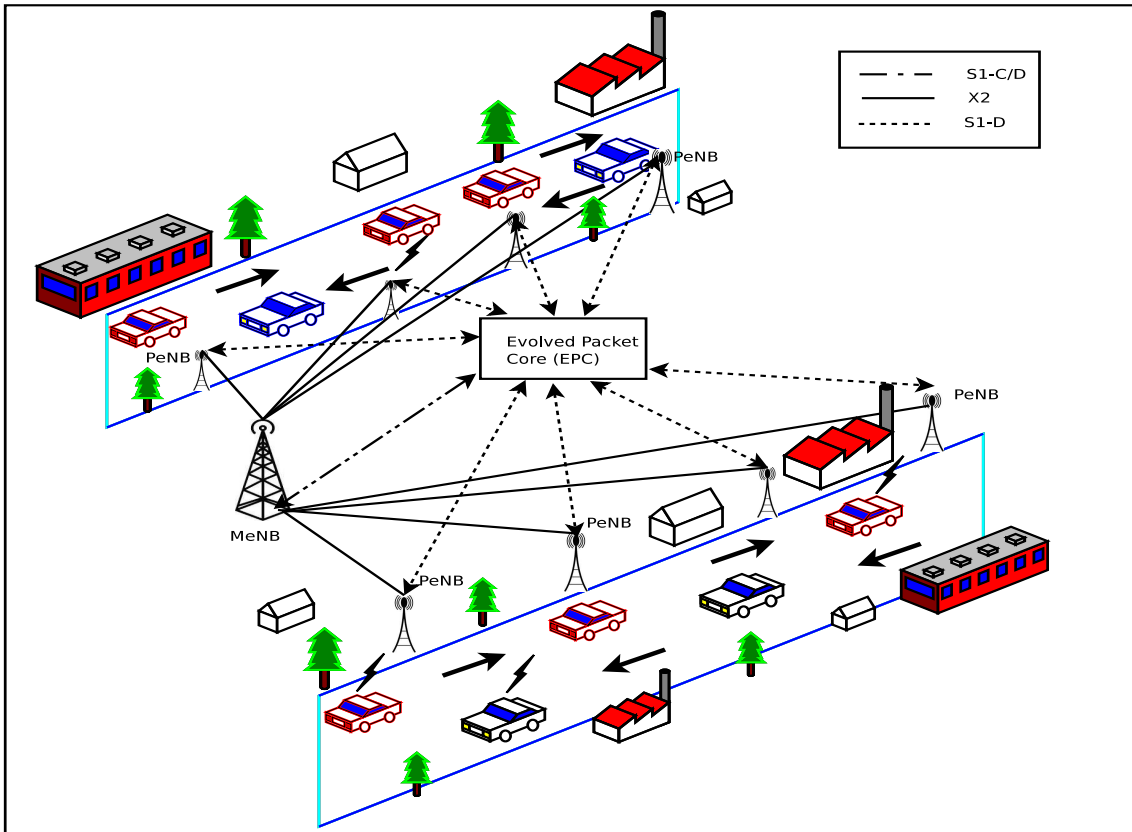 S1-C/D
X2
S1-D
PeNB
PeNB
Evolved Packet
Core (EPC)
PeNB
MeNB
PeNB
PeNB